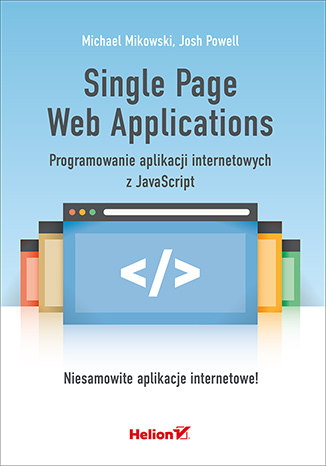 Michael Mikowski, Josh Powell
Single Page
Web Applications
Programowanie aplikacji internetowych
z JavaScript
</>
Niesamowite aplikacje internetowe!
Helion